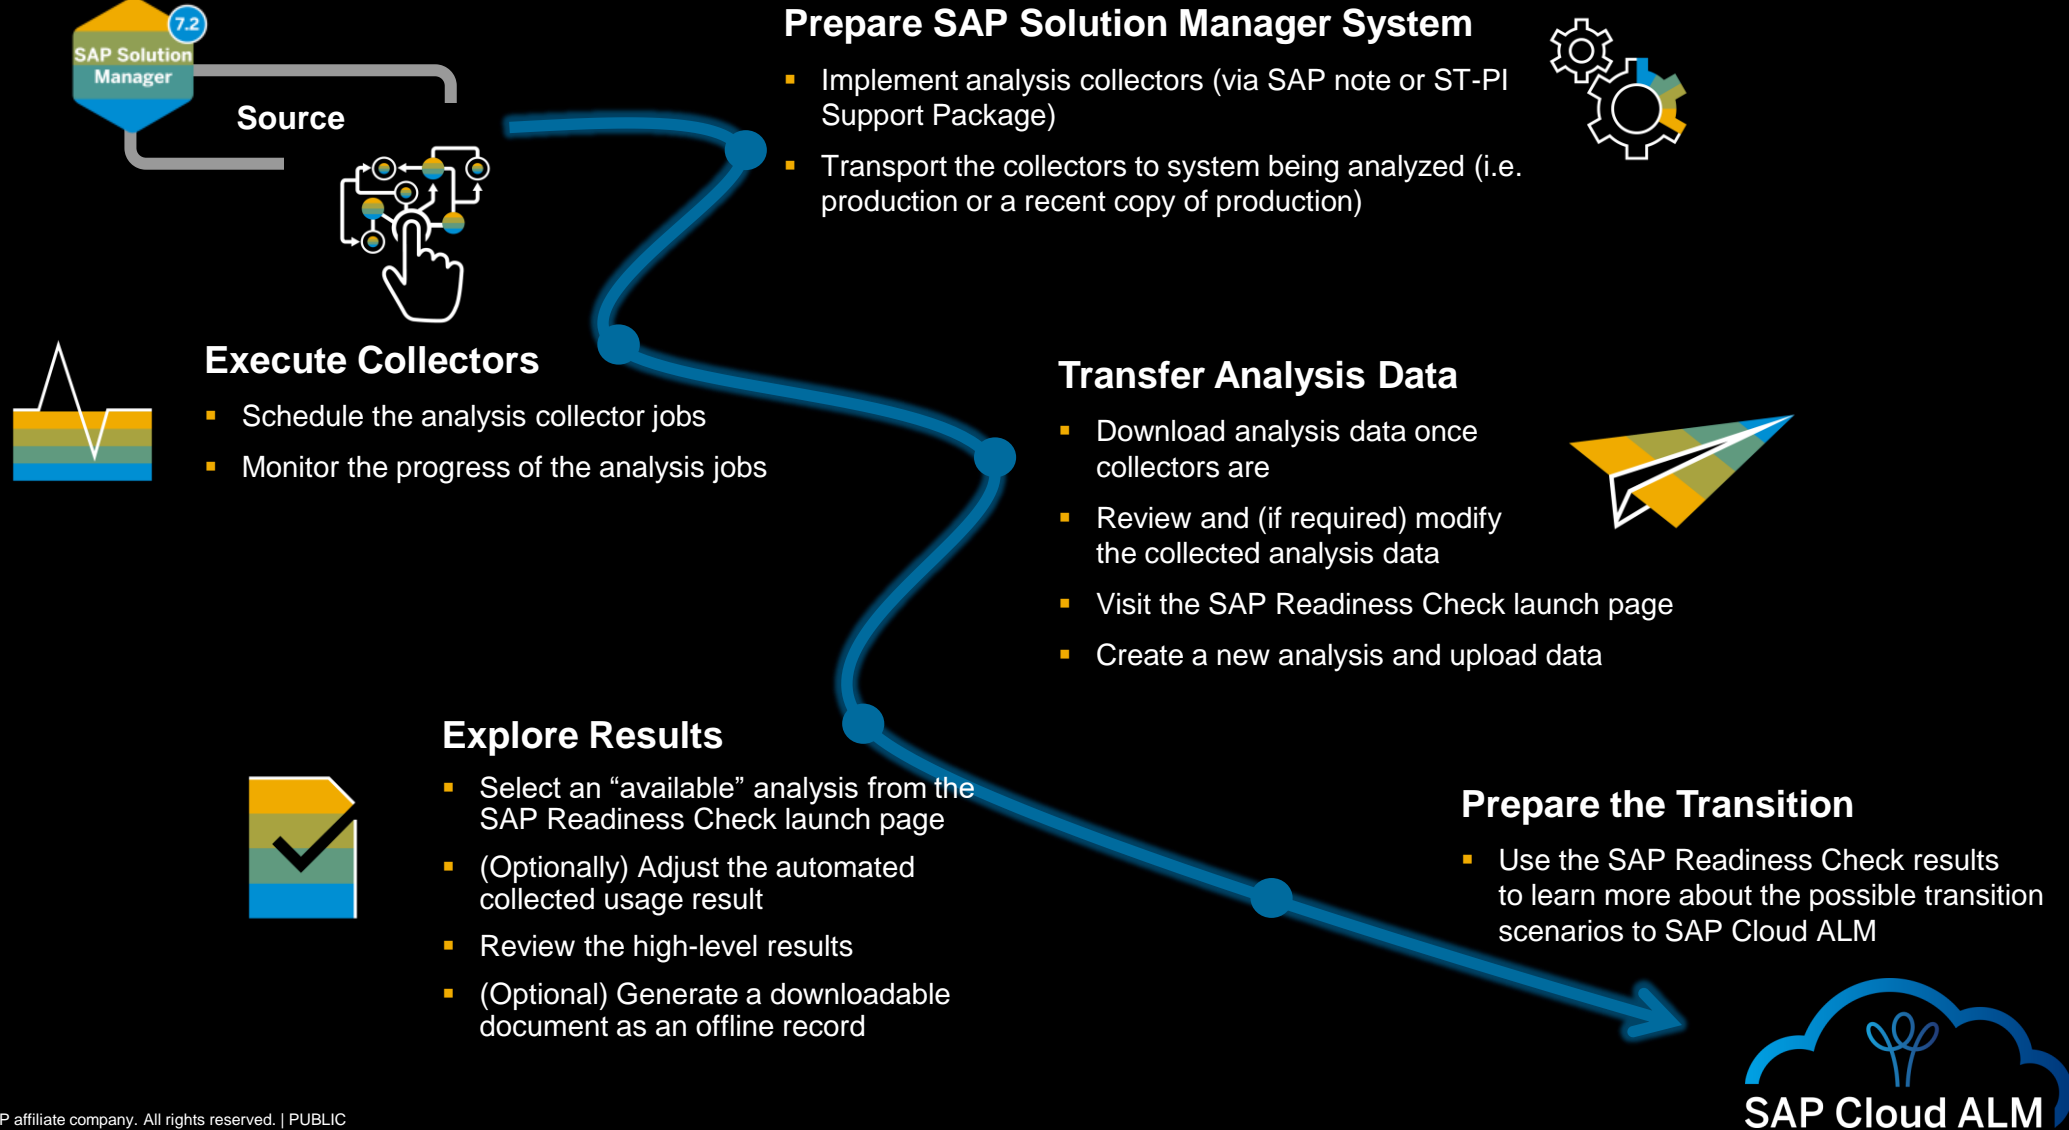 7.2
SAP Solution
Manager
Source
Prepare SAP Solution Manager System
▪ Implement analysis collectors (via SAP note or ST-PI
Support Package)
▪ Transport the collectors to system being analyzed (i.e.
production or a recent copy of production)
Execute Collectors
▪ Schedule the analysis collector jobs
▪ Monitor the progress of the analysis jobs
Transfer Analysis Data
▪ Download analysis data once
collectors are
▪ Review and (if required) modify
the collected analysis data
▪ Visit the SAP Readiness Check launch page
▪ Create a new analysis and upload data
Explore Results
▪ Select an “available” analysis from the
SAP Readiness Check launch page
▪ (Optionally) Adjust the automated
collected usage result
▪ Review the high-level results
▪ (Optional) Generate a downloadable
document as an offline record
Prepare the Transition
▪ Use the SAP Readiness Check results
to learn more about the possible transition
scenarios to SAP Cloud ALM
SAP Cloud ALM
P affiliate company. All rights reserved. | PUBLIC